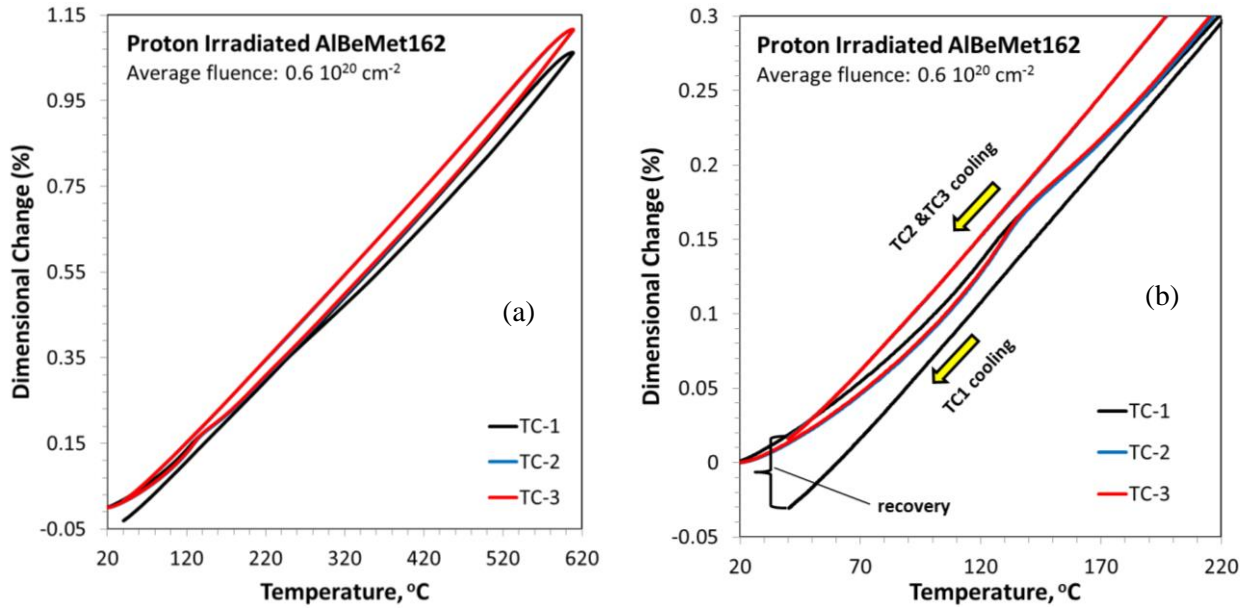 1.15
0.95
0.75
0.55
0.35
0.15
-0.05
Dimensional Change (%)
Proton Irradiated AlBeMet162
Average fluence: 0.6 10²⁰ cm⁻²
(a)
TC-1
TC-2
TC-3
20 120 220 320 420 520 620
Temperature, ᵒC
0.3
0.25
0.2
0.15
0.1
0.05
0
-0.05
Dimensional Change (%)
Proton Irradiated AlBeMet162
Average fluence: 0.6 10²⁰ cm⁻²
TC2 &TC3 cooling
(b)
TC1 cooling
recovery
TC-1
TC-2
TC-3
20 70 120 170 220
Temperature, ᵒC